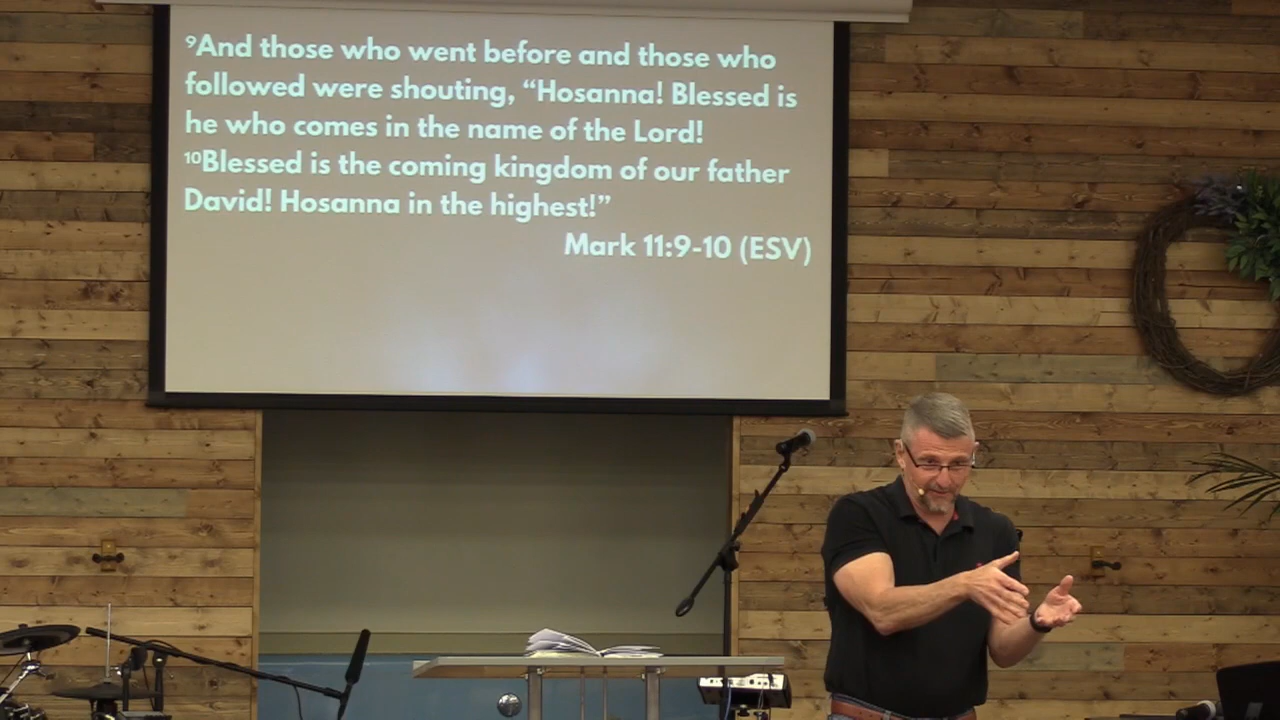 ⁹And those who went before and those who
followed were shouting, “Hosanna! Blessed is
he who comes in the name of the Lord!
¹⁰Blessed is the coming kingdom of our father
David! Hosanna in the highest!”
Mark 11:9-10 (ESV)